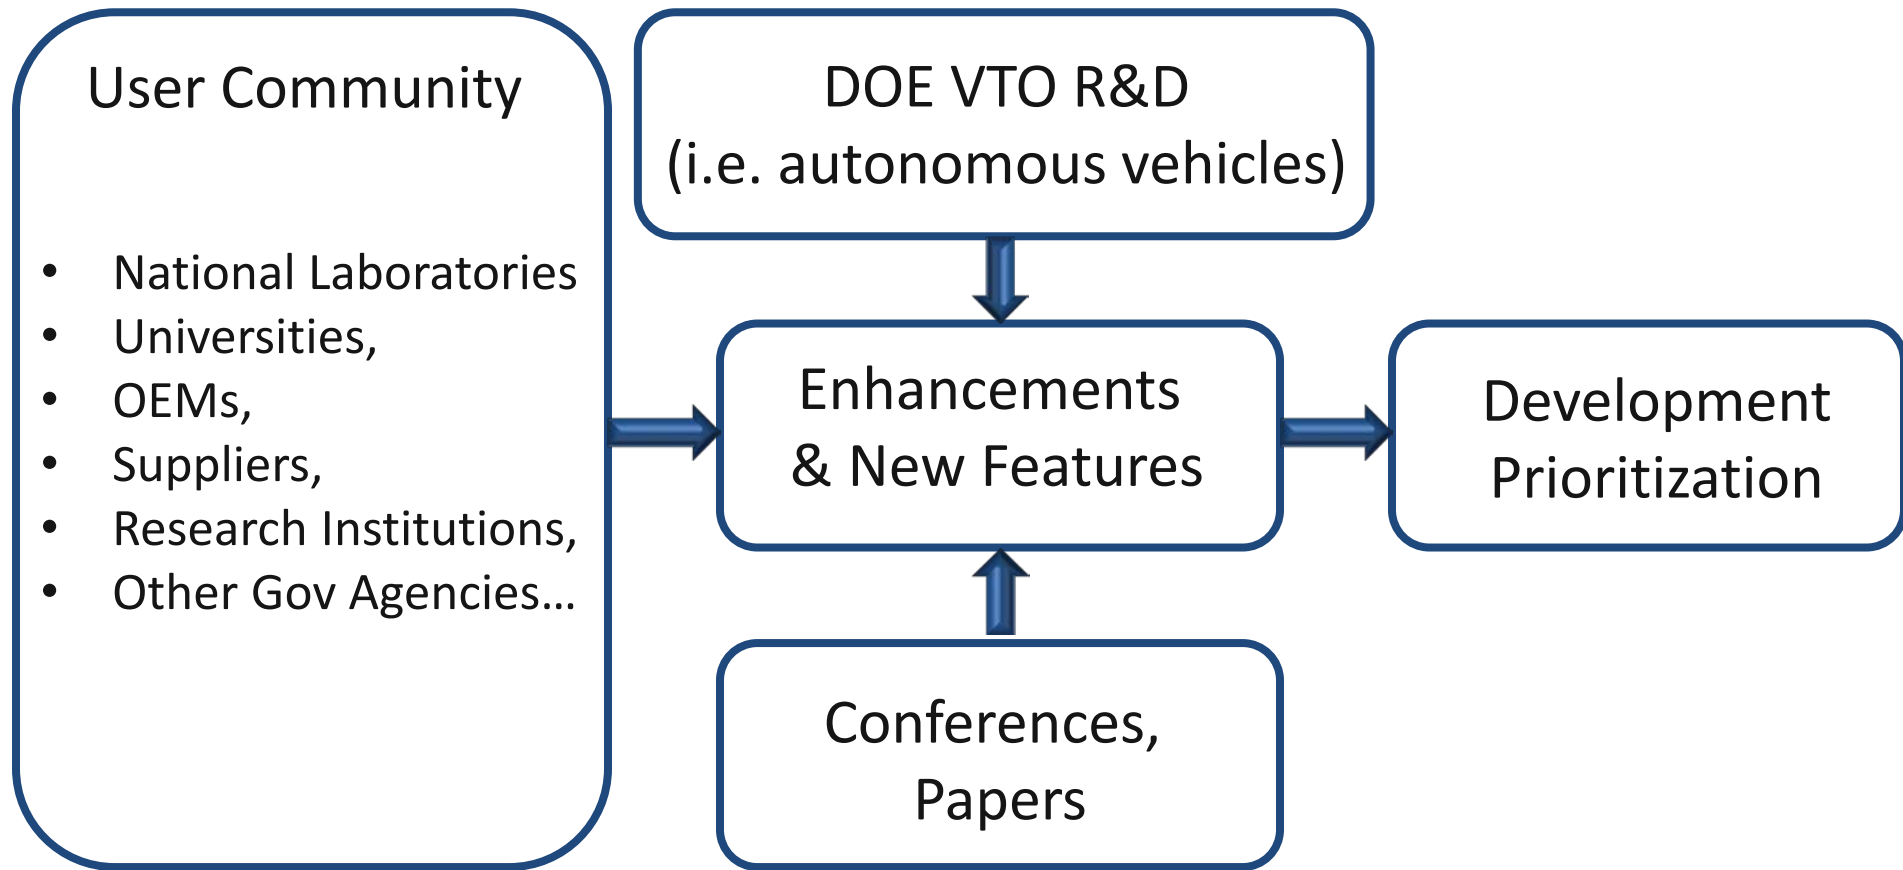 User Community
• National Laboratories
• Universities,
• OEMs,
• Suppliers,
• Research Institutions,
• Other Gov Agencies…
DOE VTO R&D
(i.e. autonomous vehicles)
Enhancements
& New Features
Conferences,
Papers
Development
Prioritization